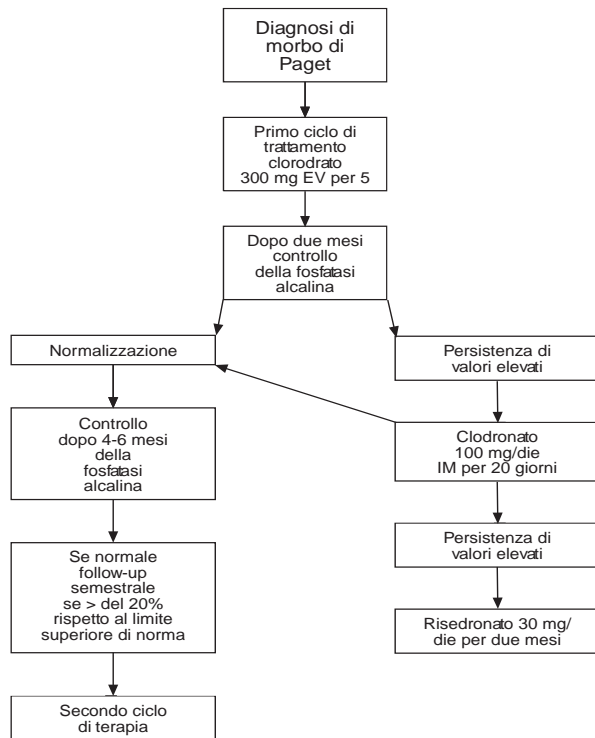 Diagnosi di
morbo di
Paget
Primo ciclo di
trattamento
clorodrato
300 mg EV per 5
Dopo due mesi
controllo
della fosfatasi
alcalina
Normalizzazione
Persistenza di
valori elevati
Controllo
dopo 4-6 mesi
della
fosfatasi
alcalina
Clodronato
100 mg/die
IM per 20 giorni
Se normale
follow-up
semestrale
se > del 20%
rispetto al limite
superiore di norma
Persistenza di
valori elevati
Risedronato 30 mg/
die per due mesi
Secondo ciclo
di terapia